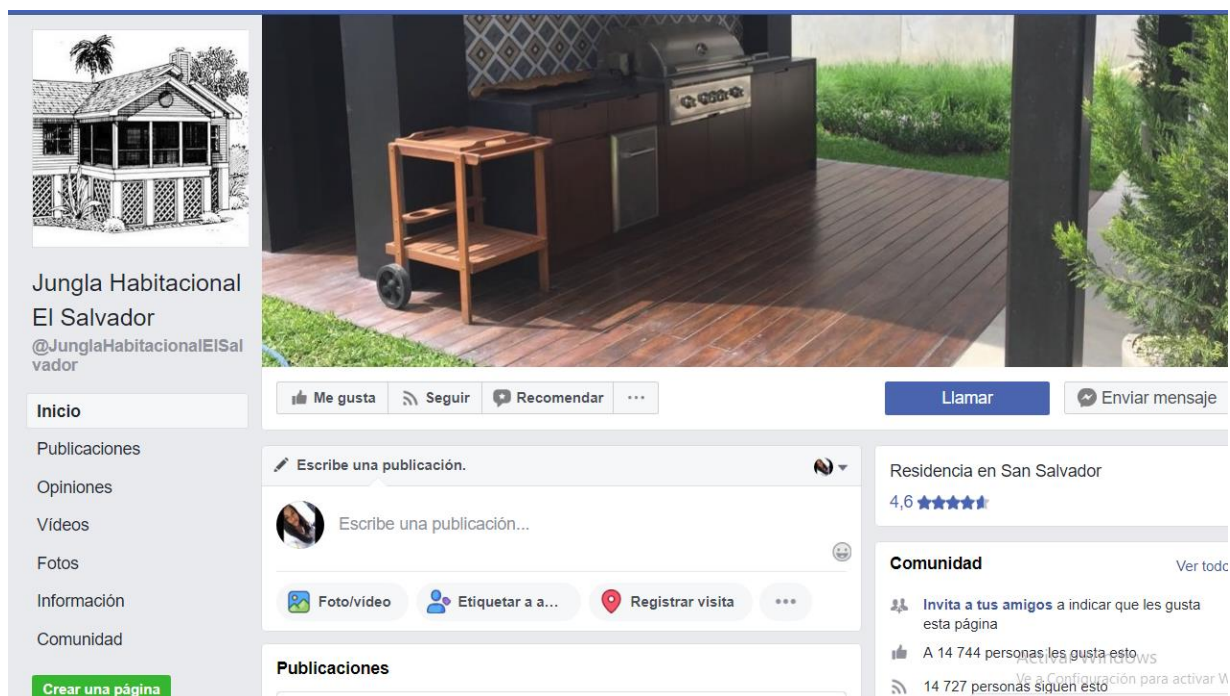 Jungla Habitacional
El Salvador
@JunglaHabitacionalElSal
vador
Inicio
Publicaciones
Opiniones
Vídeos
Fotos
Información
Comunidad
Crear una página
Me gusta
Seguir
Recomendar
...
Llamar
Enviar mensaje
Escribe una publicación.
Escribe una publicación...
Foto/vídeo
Etiquetar a a...
Registrar visita
...
Publicaciones
Residencia en San Salvador
4,6
Comunidad
Ver todo
Invita a tus amigos a indicar que les gusta
esta página
A 14 744 personas les gusta esto
14 727 personas siguen esto
Activar Windows
Ve a Configuración para activar W